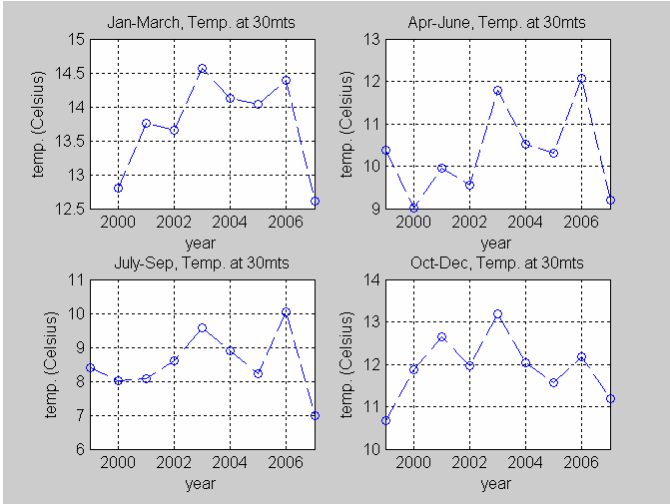 Jan-March, Temp. at 30mts
15
14.5
14
13.5
13
12.5
temp. (Celsius)
2000 2002 2004 2006
year
Apr-June, Temp. at 30mts
13
12
11
10
9
temp. (Celsius)
2000 2002 2004 2006
year
July-Sep, Temp. at 30mts
11
10
9
8
7
6
temp. (Celsius)
2000 2002 2004 2006
year
Oct-Dec, Temp. at 30mts
14
13
12
11
10
temp. (Celsius)
2000 2002 2004 2006
year